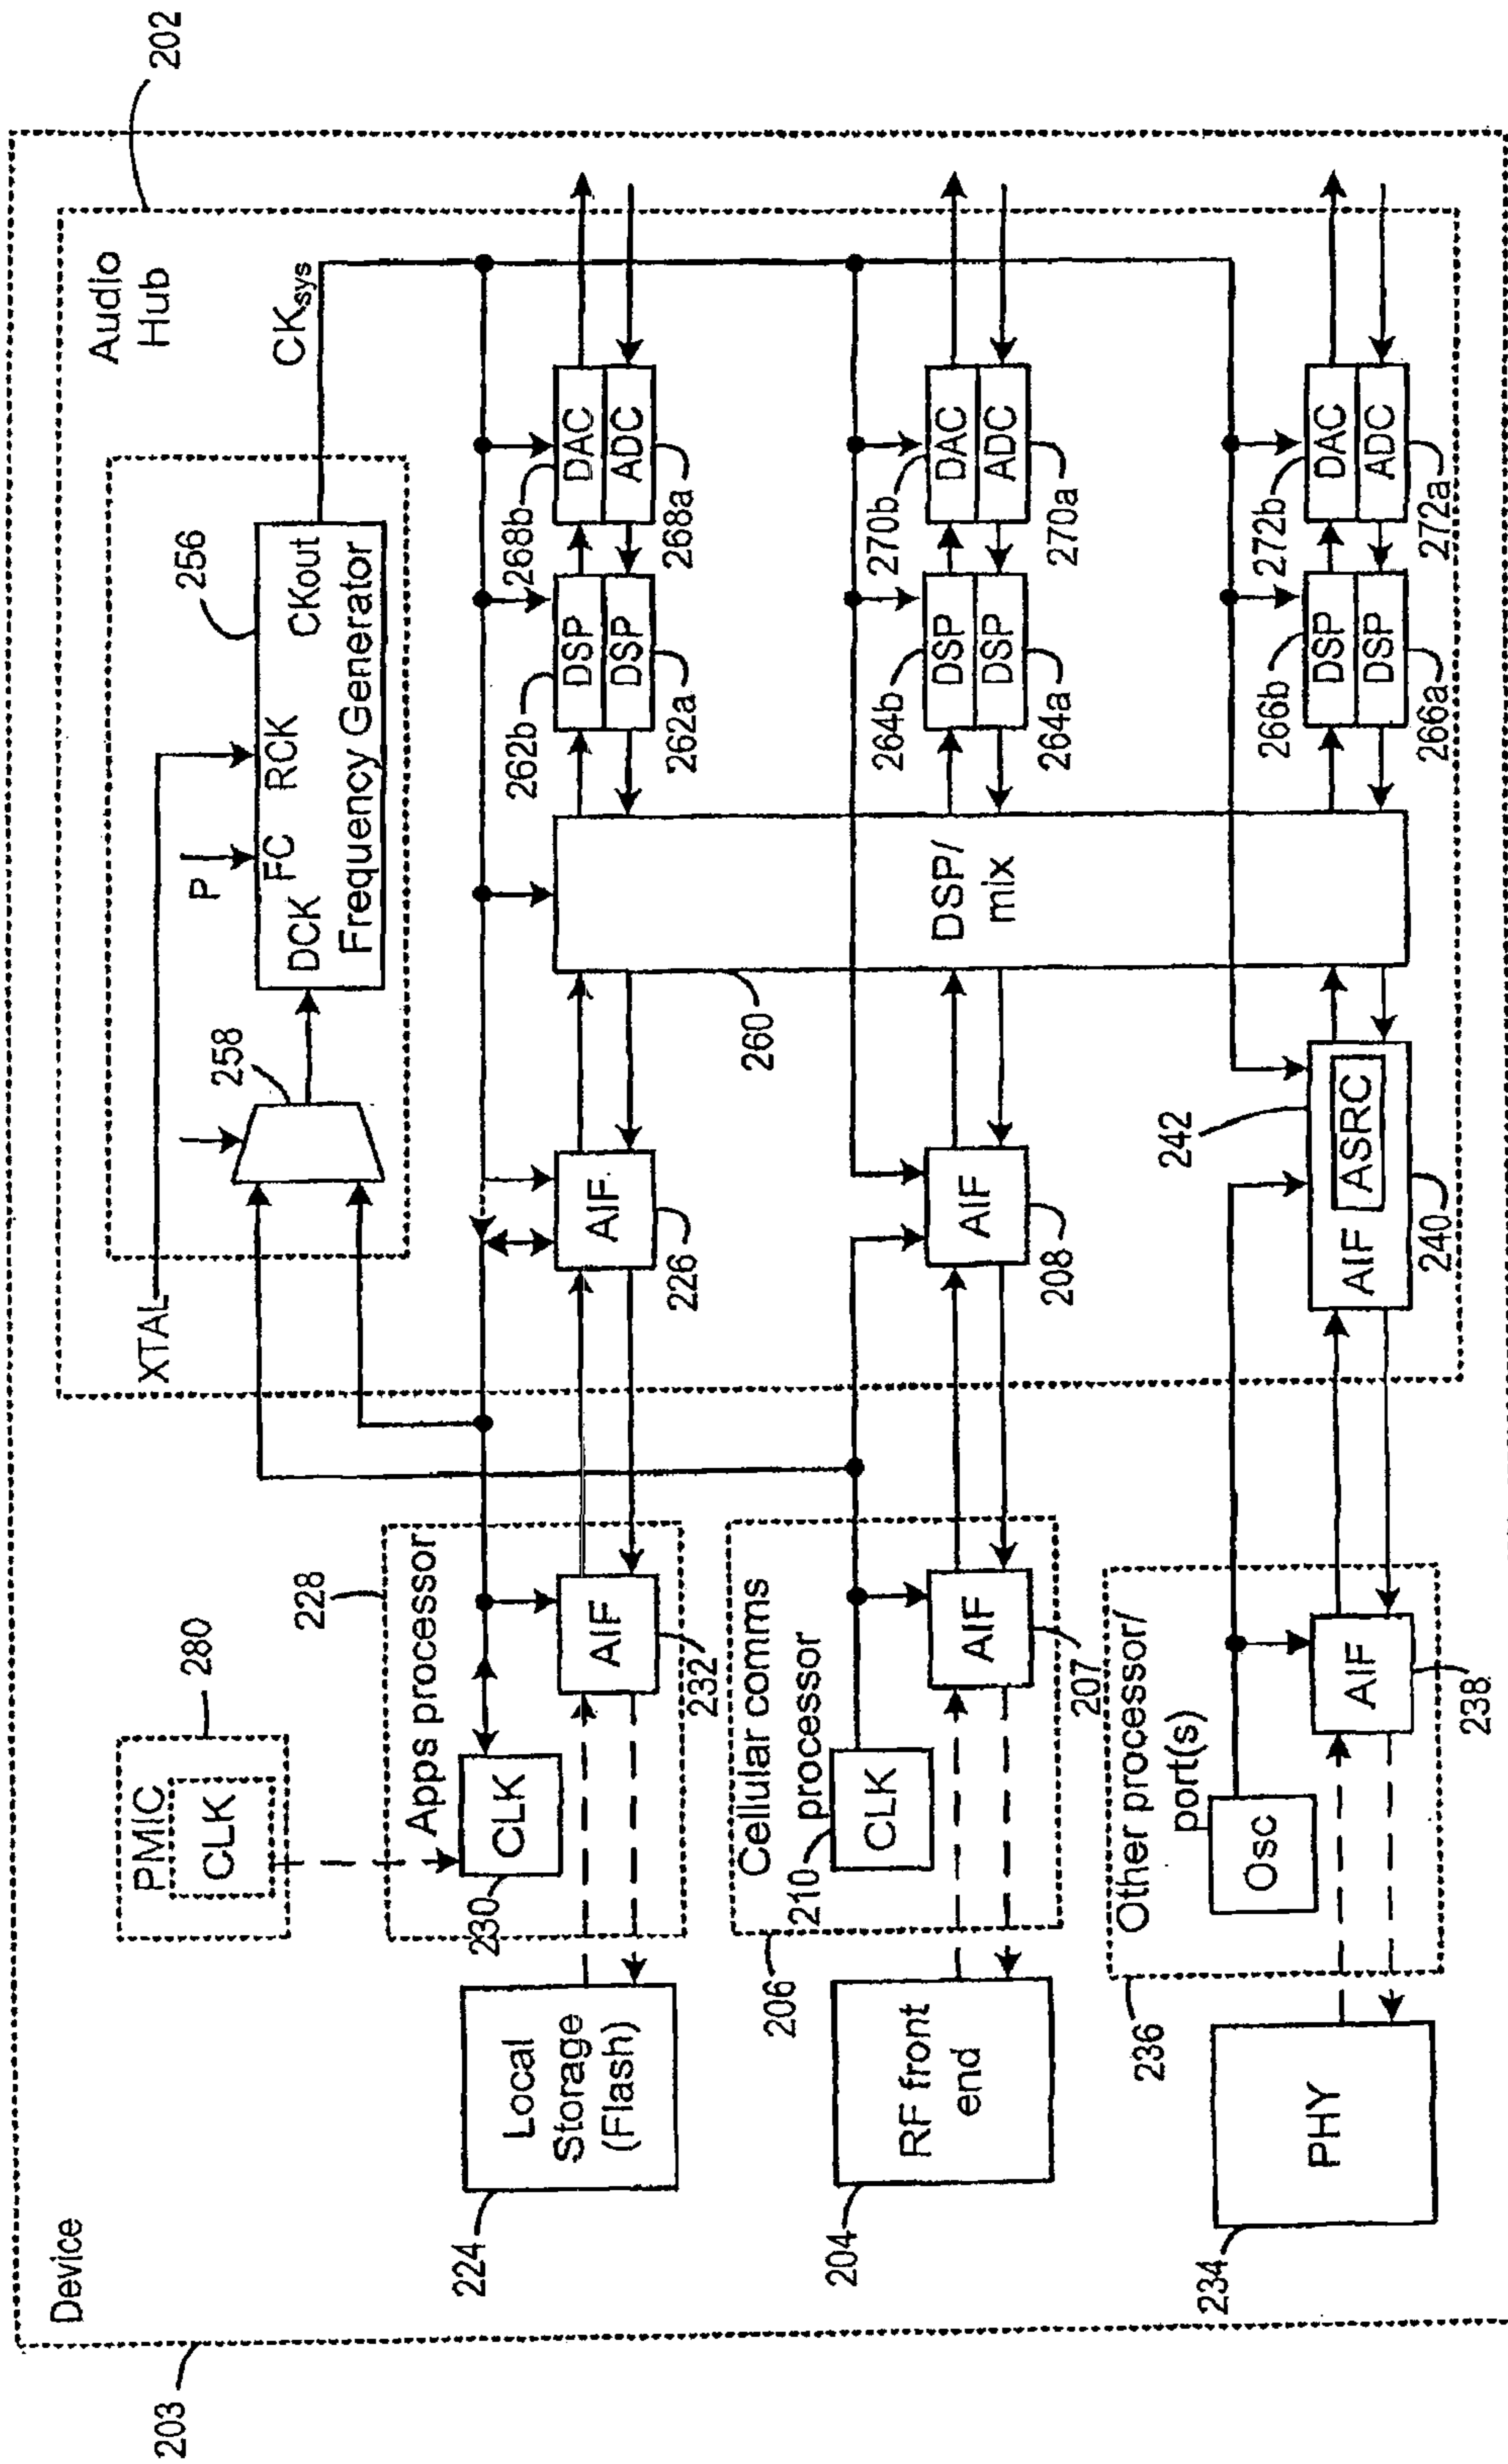 203
Device
202
Audio
Hub
XTAL
258
P
256
DCK FC RCK CKout
Frequency Generator
CKsys
PMIC
CLK
280
228
Apps processor
CLK
230
AIF
232
224
Local
Storage
(Flash)
AIF
226
262b
DSP
DSP
262a
268b
DAC
ADC
268a
DSP/
mix
260
Cellular comms
processor
210
CLK
AIF
207
206
204
RF front
end
AIF
208
264b
DSP
DSP
264a
270b
DAC
ADC
270a
Other processor/
port(s)
Osc
AIF
238
236
234
PHY
242
AIF
ASRC
240
266b
DSP
DSP
266a
272b
DAC
ADC
272a